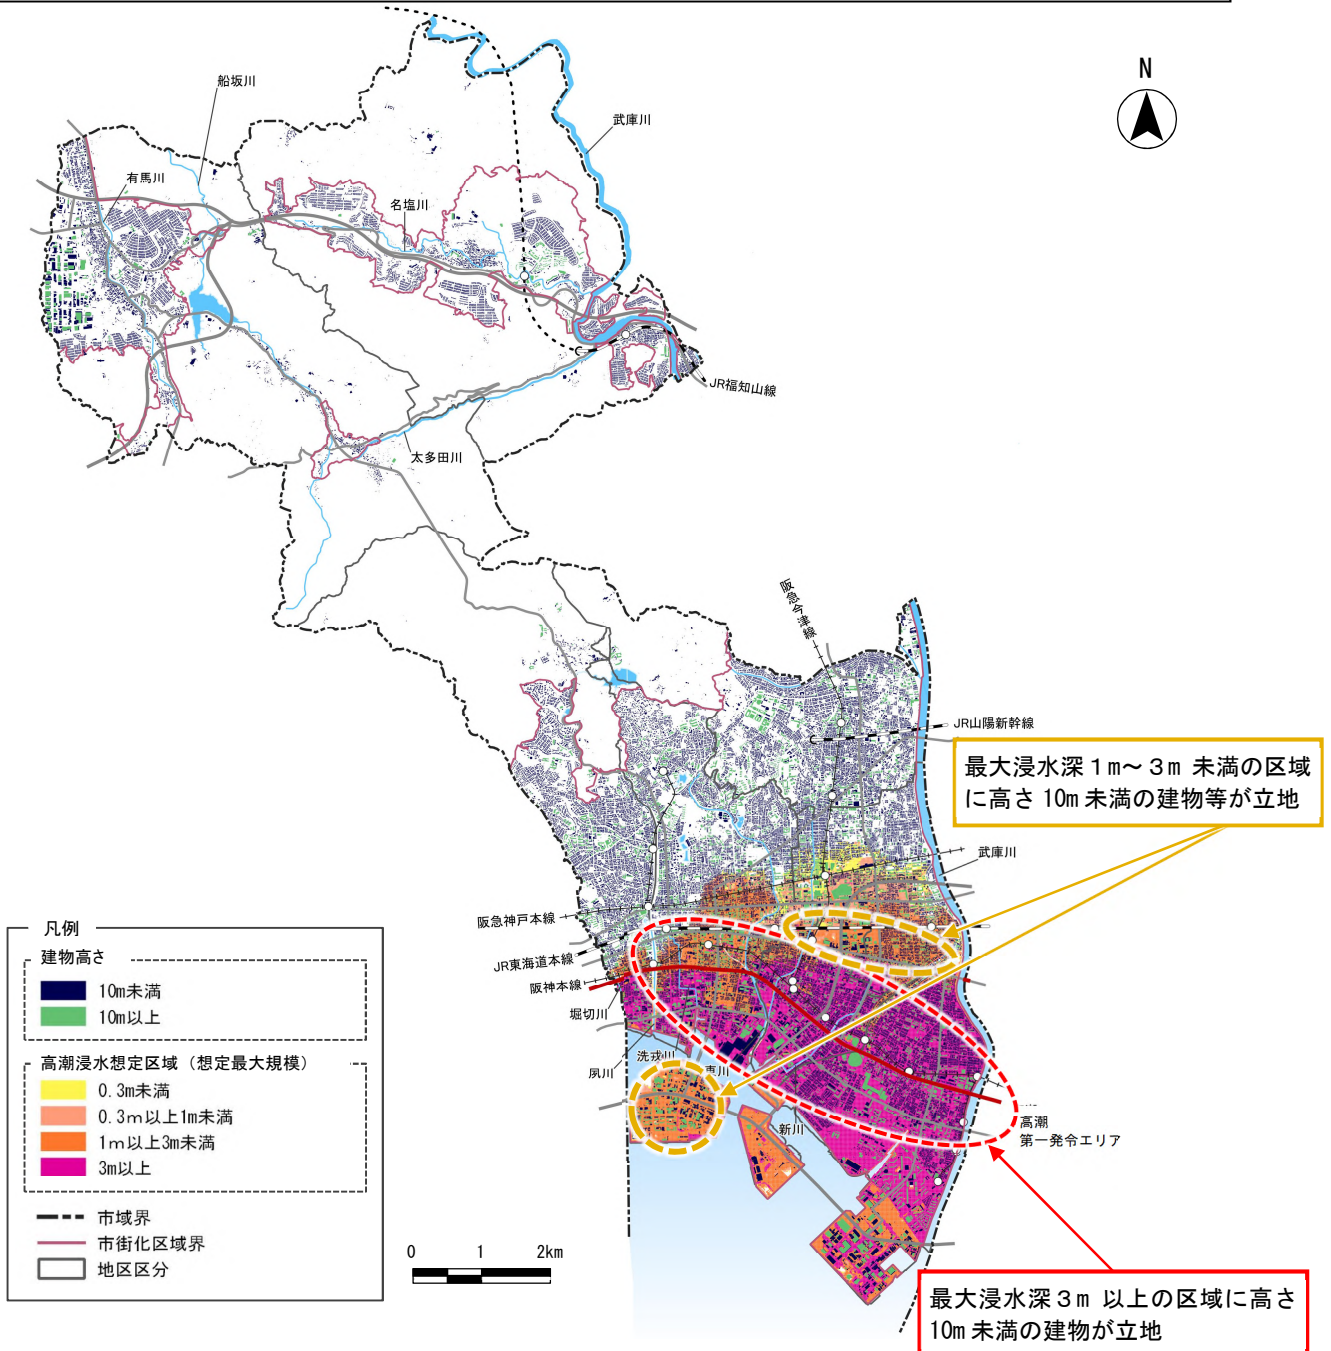 N
船坂川
武庫川
有馬川
名塩川
JR福知山線
太多田川
阪急今津線
JR山陽新幹線
最大浸水深1m～3m 未満の区域
に高さ10m未満の建物等が立地
武庫川
阪急神戸本線
JR東海道本線
阪神本線
堀切川
夙川
洗戎川
東川
新川
高潮
第一発令エリア
最大浸水深3m 以上の区域に高さ
10m未満の建物が立地
凡例
建物高さ
10m未満
10m以上
高潮浸水想定区域（想定最大規模）
0.3m未満
0.3ｍ以上1m未満
1ｍ以上3m未満
3m以上
市域界
市街化区域界
地区区分
0 1 2km